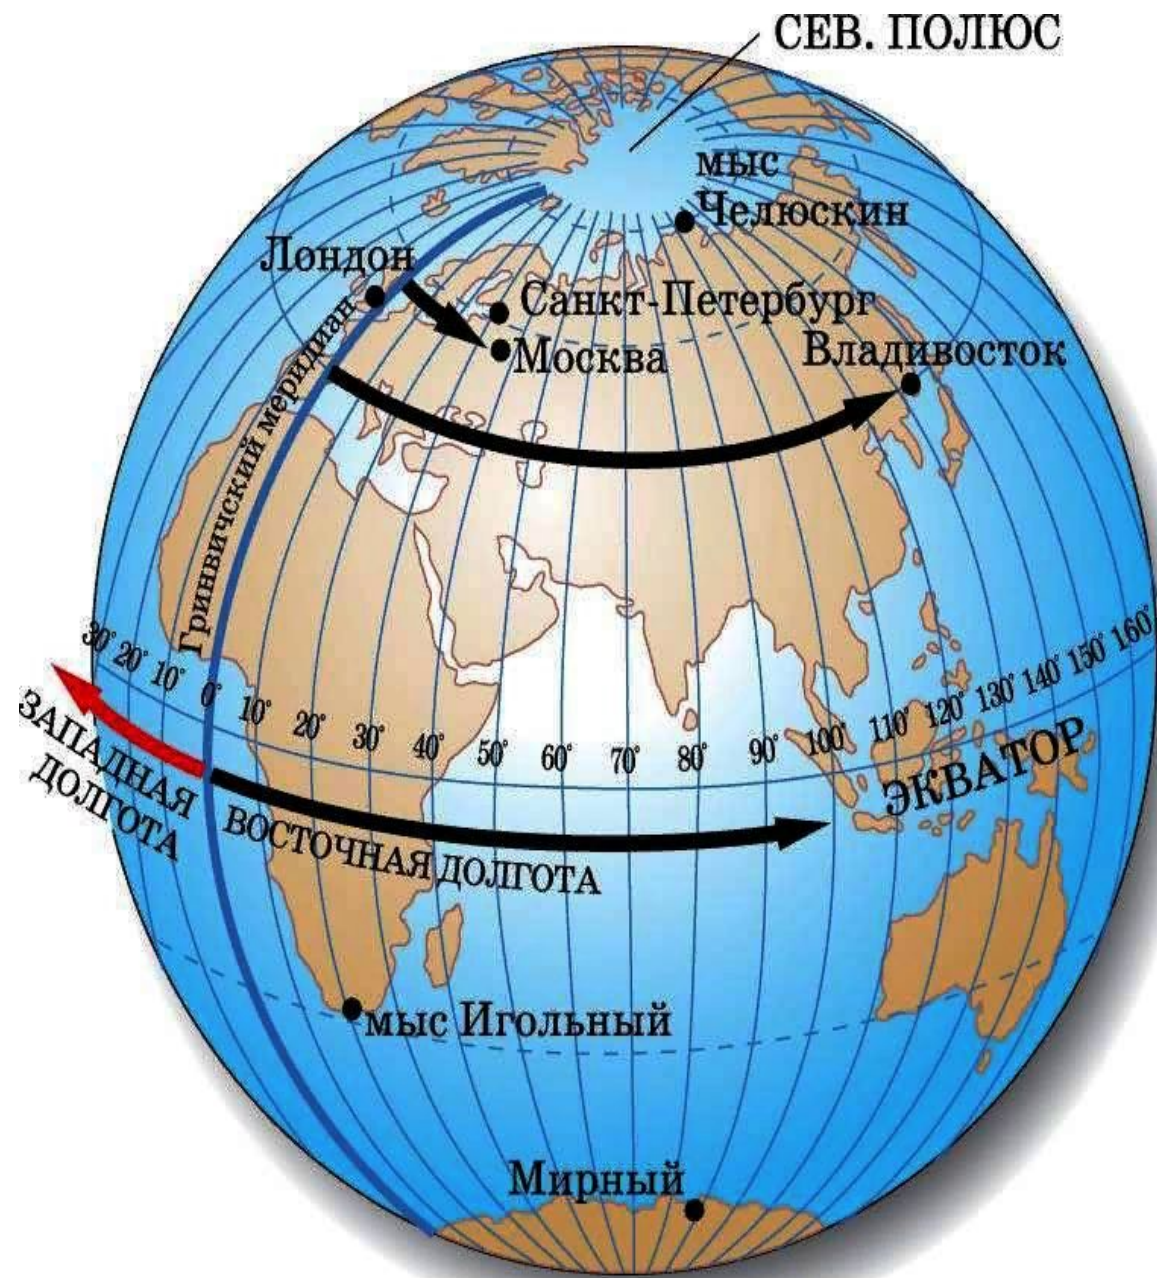 СЕВ. ПОЛЮС
мыс
Челюскин
Лондон
Санкт-Петербург
Москва
Владивосток
Гринвичский меридиан
30° 20° 10° 0° 10° 20° 30° 40° 50° 60° 70° 80° 90° 100° 110° 120° 130° 140° 150° 160°
ЭКВАТОР
ЗАПАДНАЯ
ДОЛГОТА
ВОСТОЧНАЯ ДОЛГОТА
мыс Игольный
Мирный